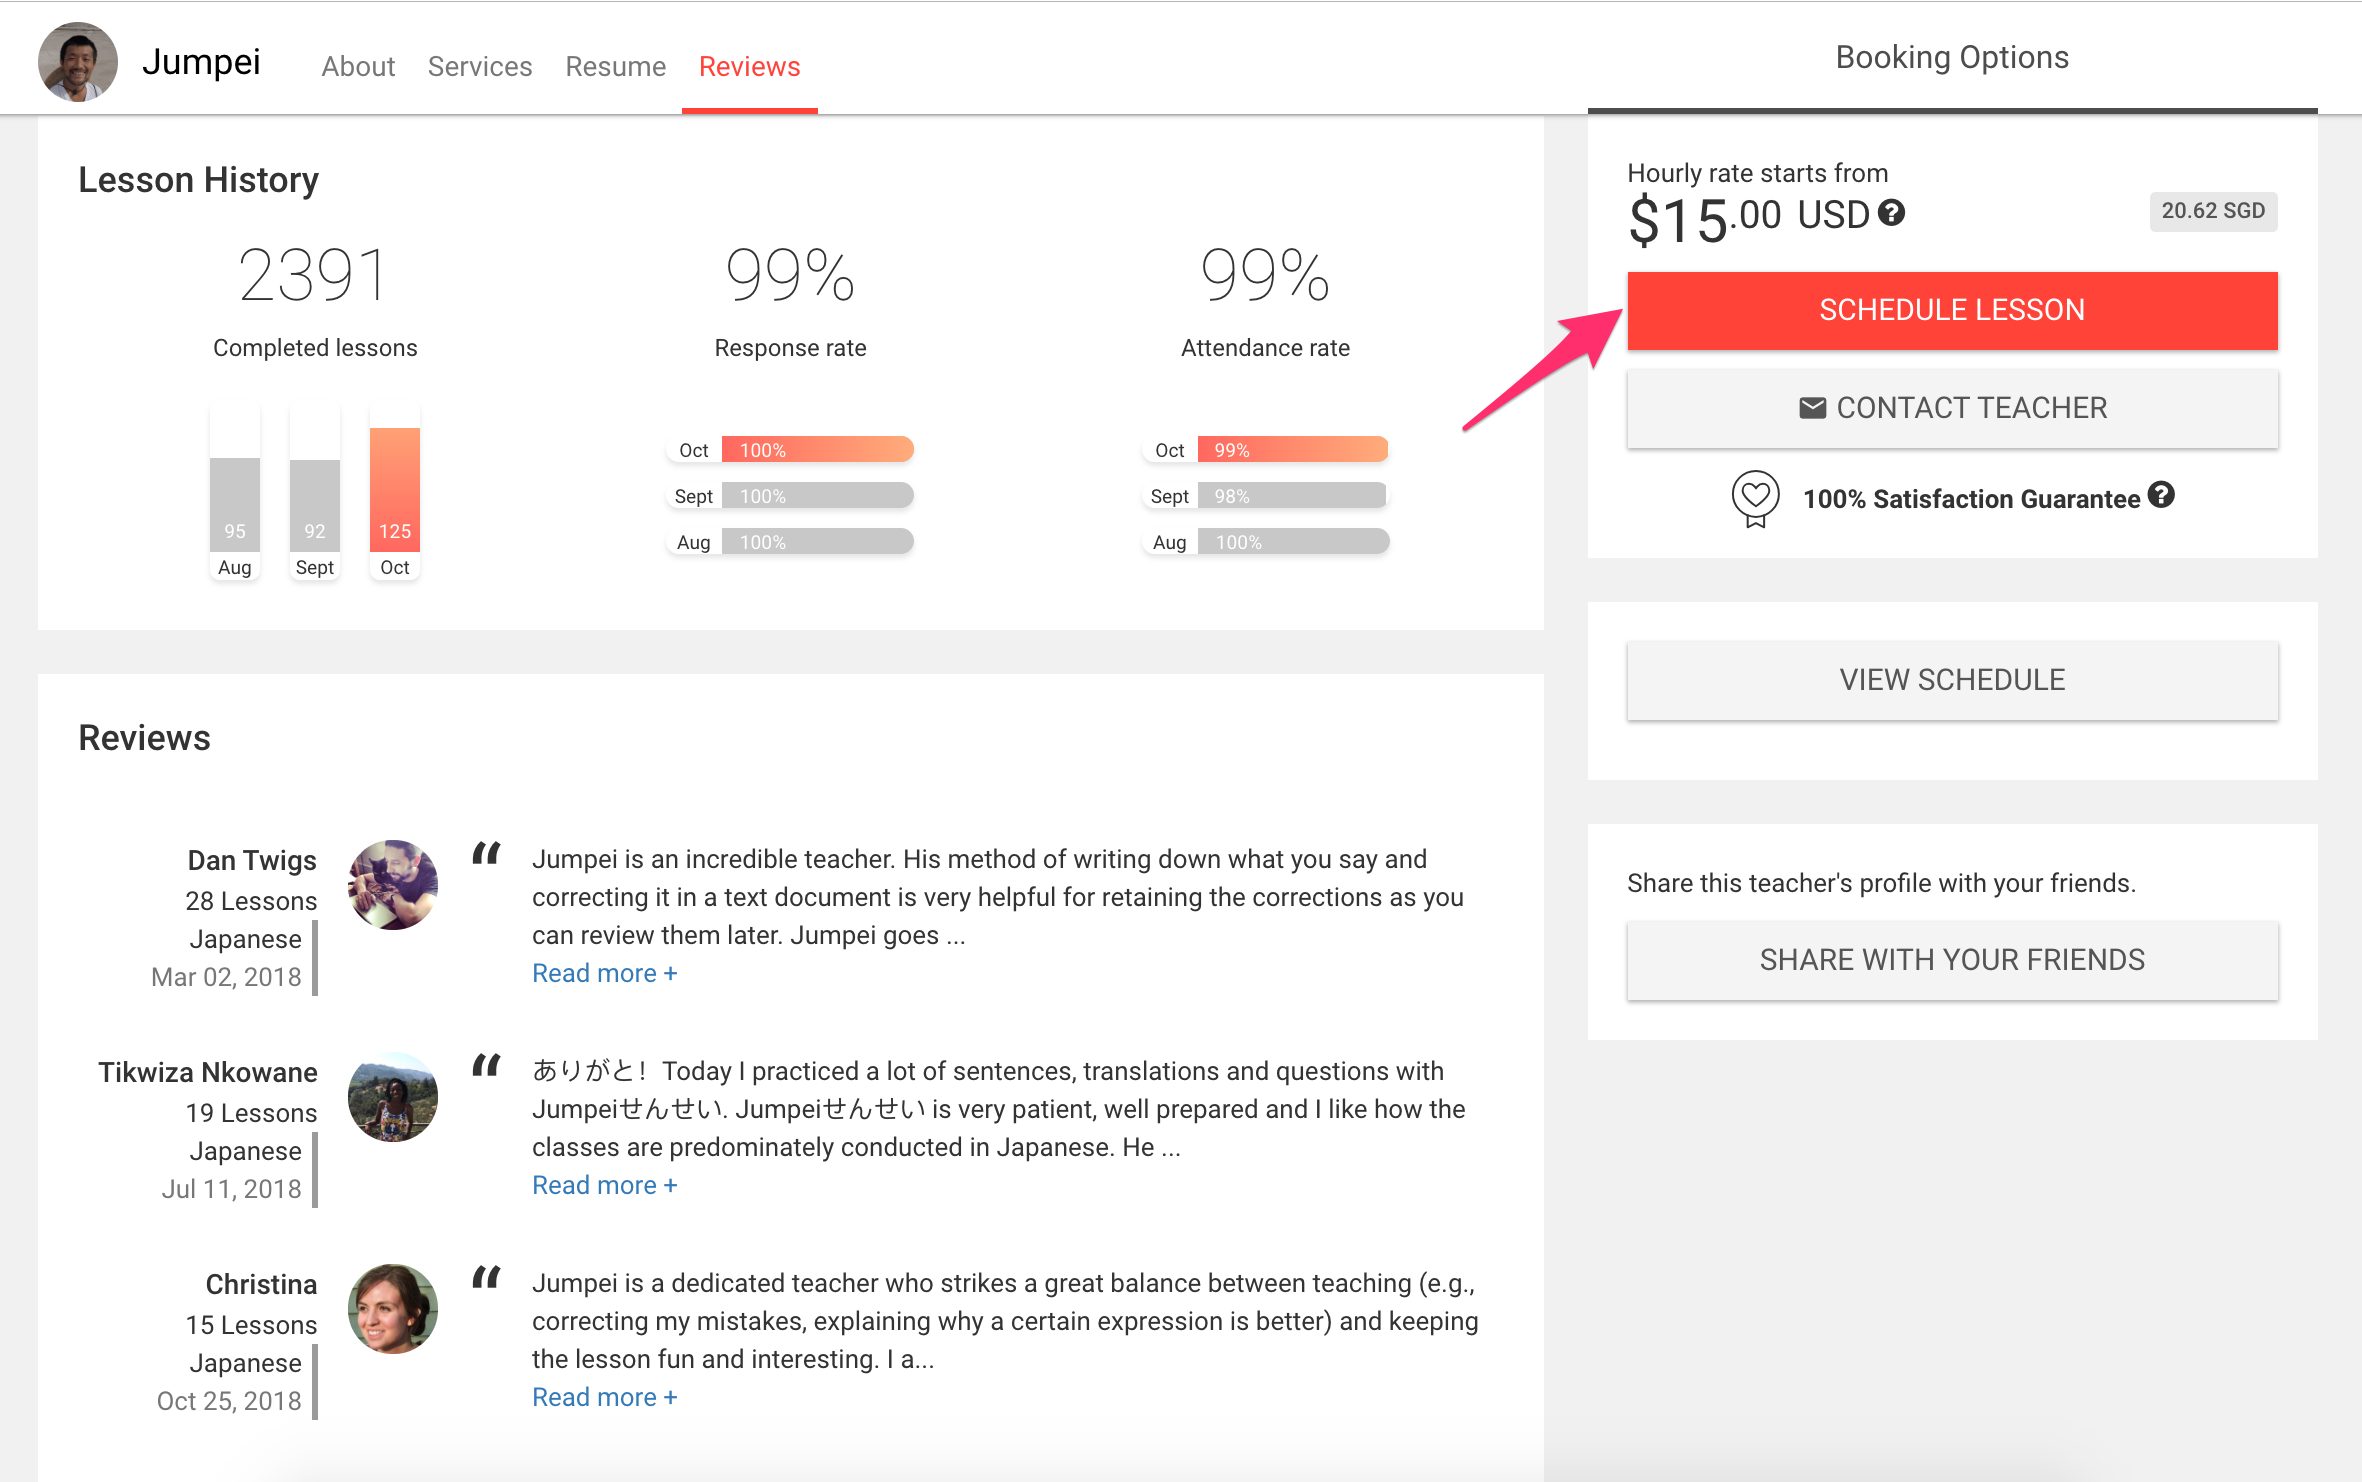 Jumpei
About
Services
Resume
Reviews
Booking Options
Lesson History
2391
Completed lessons
95
Aug
92
Sept
125
Oct
99%
Response rate
Oct 100%
Sept 100%
Aug 100%
99%
Attendance rate
Oct 99%
Sept 98%
Aug 100%
Hourly rate starts from
$15.00 USD
20.62 SGD
SCHEDULE LESSON
CONTACT TEACHER
100% Satisfaction Guarantee
VIEW SCHEDULE
Share this teacher's profile with your friends.
SHARE WITH YOUR FRIENDS
Reviews
Dan Twigs
28 Lessons
Japanese
Mar 02, 2018
“
Jumpei is an incredible teacher. His method of writing down what you say and
correcting it in a text document is very helpful for retaining the corrections as you
can review them later. Jumpei goes ...
Read more +
Tikwiza Nkowane
19 Lessons
Japanese
Jul 11, 2018
“
ありがと！ Today I practiced a lot of sentences, translations and questions with
Jumpeiせんせい. Jumpeiせんせい is very patient, well prepared and I like how the
classes are predominately conducted in Japanese. He ...
Read more +
Christina
15 Lessons
Japanese
Oct 25, 2018
“
Jumpei is a dedicated teacher who strikes a great balance between teaching (e.g.,
correcting my mistakes, explaining why a certain expression is better) and keeping
the lesson fun and interesting. I a...
Read more +